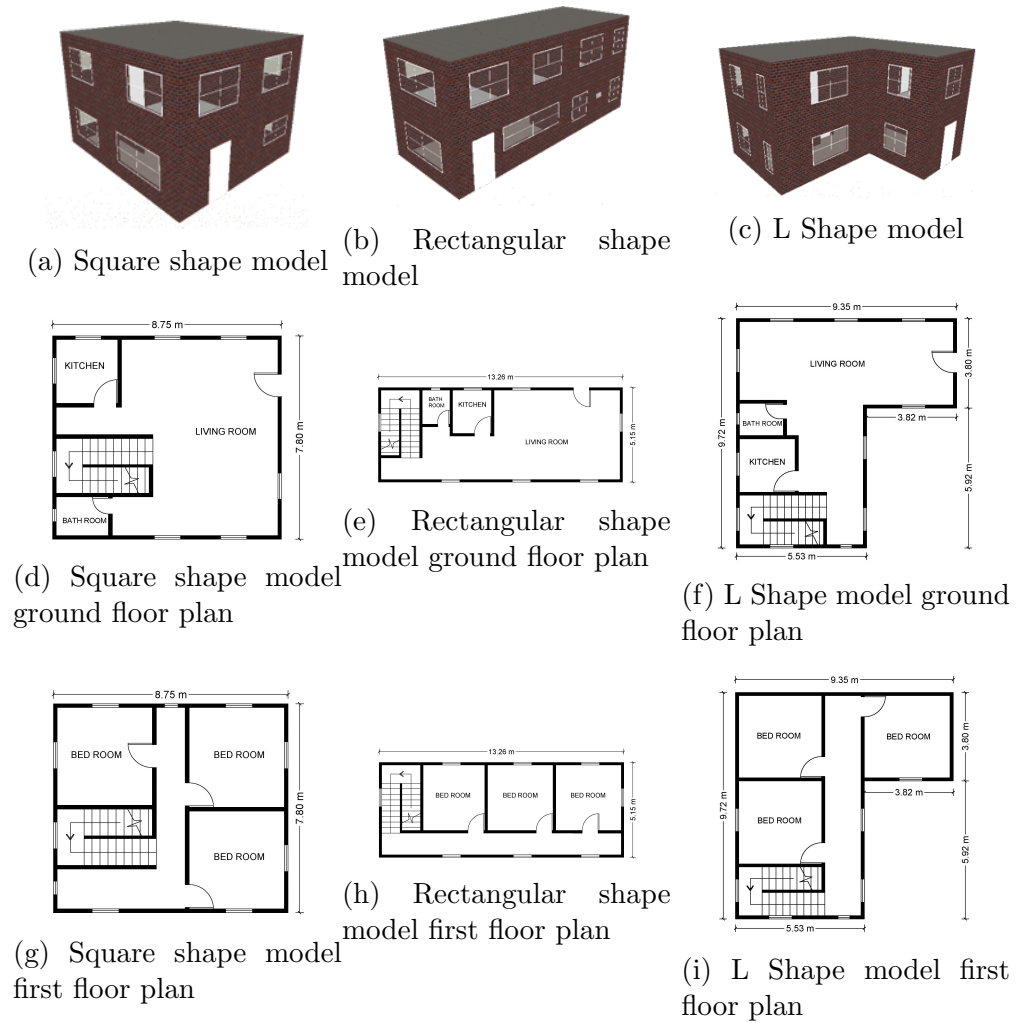 (a) Square shape model
(b) Rectangular shape
model
(c) L Shape model
8.75 m
KITCHEN
LIVING ROOM
BATH ROOM
7.80 m
(d) Square shape model
ground floor plan
13.26 m
BATH
ROOM
KITCHEN
LIVING ROOM
5.15 m
(e) Rectangular shape
model ground floor plan
9.35 m
LIVING ROOM
3.80 m
3.82 m
BATH ROOM
KITCHEN
9.72 m
5.92 m
5.53 m
(f) L Shape model ground
floor plan
8.75 m
BED ROOM
BED ROOM
BED ROOM
7.80 m
(g) Square shape model
first floor plan
13.26 m
BED ROOM
BED ROOM
BED ROOM
5.15 m
(h) Rectangular shape
model first floor plan
9.35 m
BED ROOM
BED ROOM
3.80 m
3.82 m
BED ROOM
9.72 m
5.92 m
5.53 m
(i) L Shape model first
floor plan